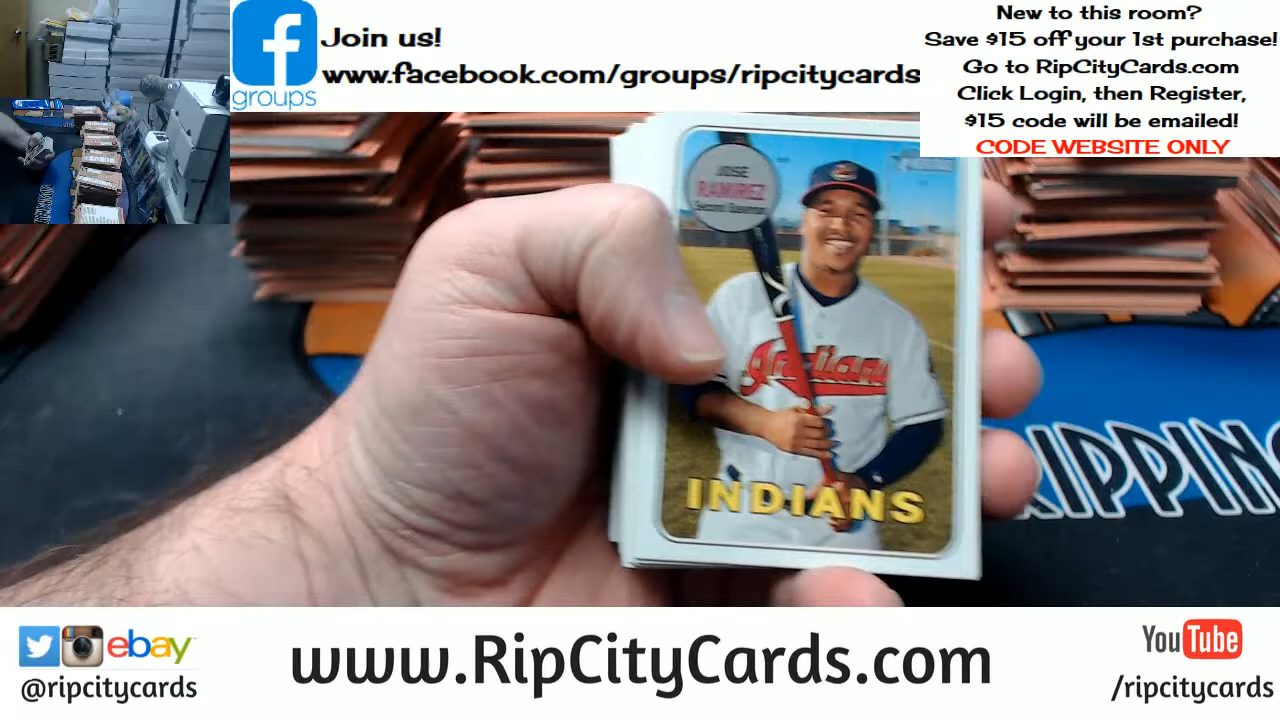 Join us!
www.facebook.com/groups/ripcitycards
groups
New to this room?
Save $15 off your 1st purchase!
Go to RipCityCards.com
Click Login, then Register,
$15 code will be emailed!
CODE WEBSITE ONLY
JOSE
RAMIREZ
Indians
INDIANS
RIPPIN
ebay
@ripcitycards
www.RipCityCards.com
YouTube
/ripcitycards